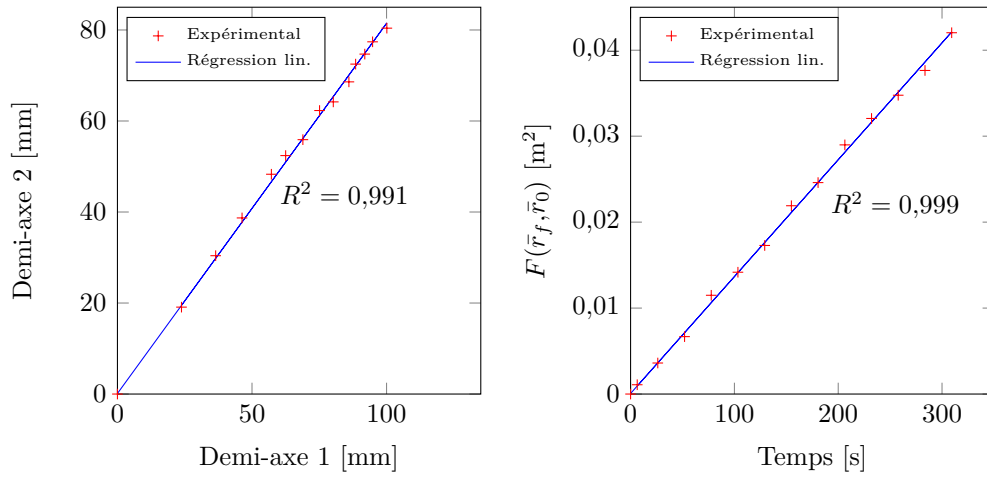 Expérimental
Régression lin.
80
60
40
20
0
R² = 0,991
0 50 100
Demi-axe 1 [mm]
Demi-axe 2 [mm]
Expérimental
Régression lin.
0,04
0,03
0,02
0,01
0
R² = 0,999
0 100 200 300
Temps [s]
F(r̄_f, r̄_0) [m²]